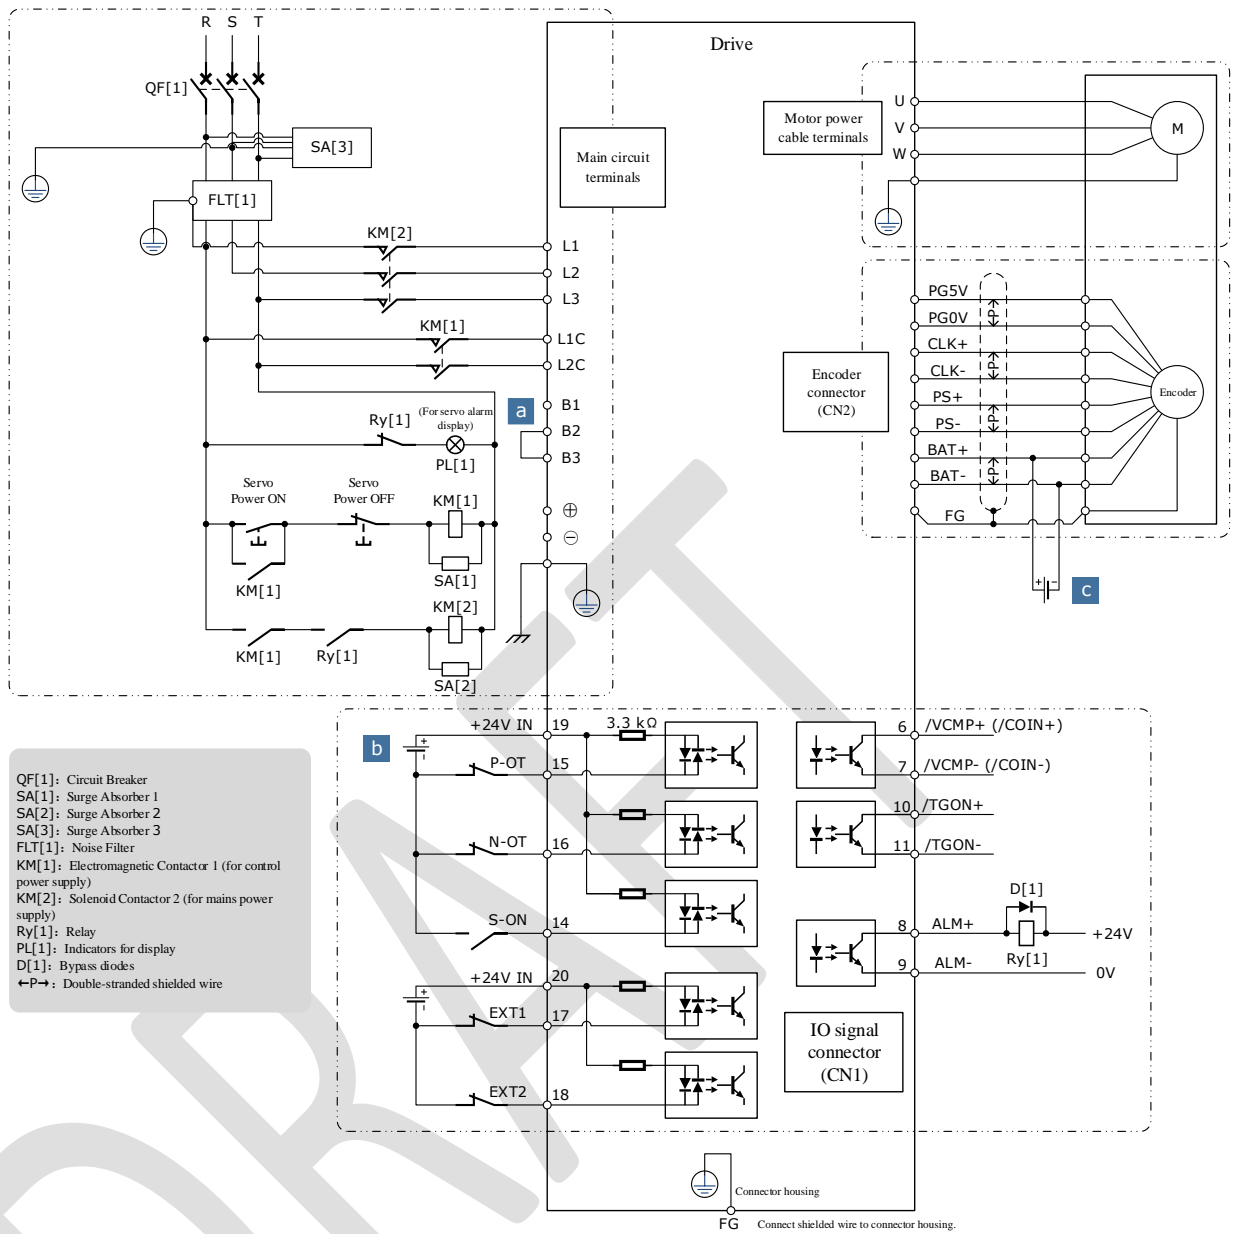 R S T
Drive
QF[1]
SA[3]
FLT[1]
Main circuit
terminals
Motor power
cable terminals
U
V
W
M
KM[2]
L1
L2
L3
KM[1]
L1C
L2C
a
B1
B2
B3
Ry[1]
(For servo alarm
display)
PL[1]
Servo
Power ON
Servo
Power OFF
KM[1]
SA[1]
KM[1]
⊕
⊖
KM[2]
SA[2]
KM[1]
Ry[1]
Encoder
connector
(CN2)
PG5V
PG0V
CLK+
CLK-
PS+
PS-
BAT+
BAT-
FG
P
P
P
P
Encoder
+ -
c
b
+24V IN
19
3.3 kΩ
+
-
P-OT
15
N-OT
16
S-ON
14
+24V IN
20
+
-
EXT1
17
EXT2
18
6
/VCMP+ (/COIN+)
7
/VCMP- (/COIN-)
10
/TGON+
11
/TGON-
8
ALM+
D[1]
Ry[1]
+24V
9
ALM-
0V
IO signal
connector
(CN1)
Connector housing
FG
Connect shielded wire to connector housing.
QF[1]: Circuit Breaker
SA[1]: Surge Absorber 1
SA[2]: Surge Absorber 2
SA[3]: Surge Absorber 3
FLT[1]: Noise Filter
KM[1]: Electromagnetic Contactor 1 (for control
power supply)
KM[2]: Solenoid Contactor 2 (for mains power
supply)
Ry[1]: Relay
PL[1]: Indicators for display
D[1]: Bypass diodes
←P→: Double-stranded shielded wire
DRAFT